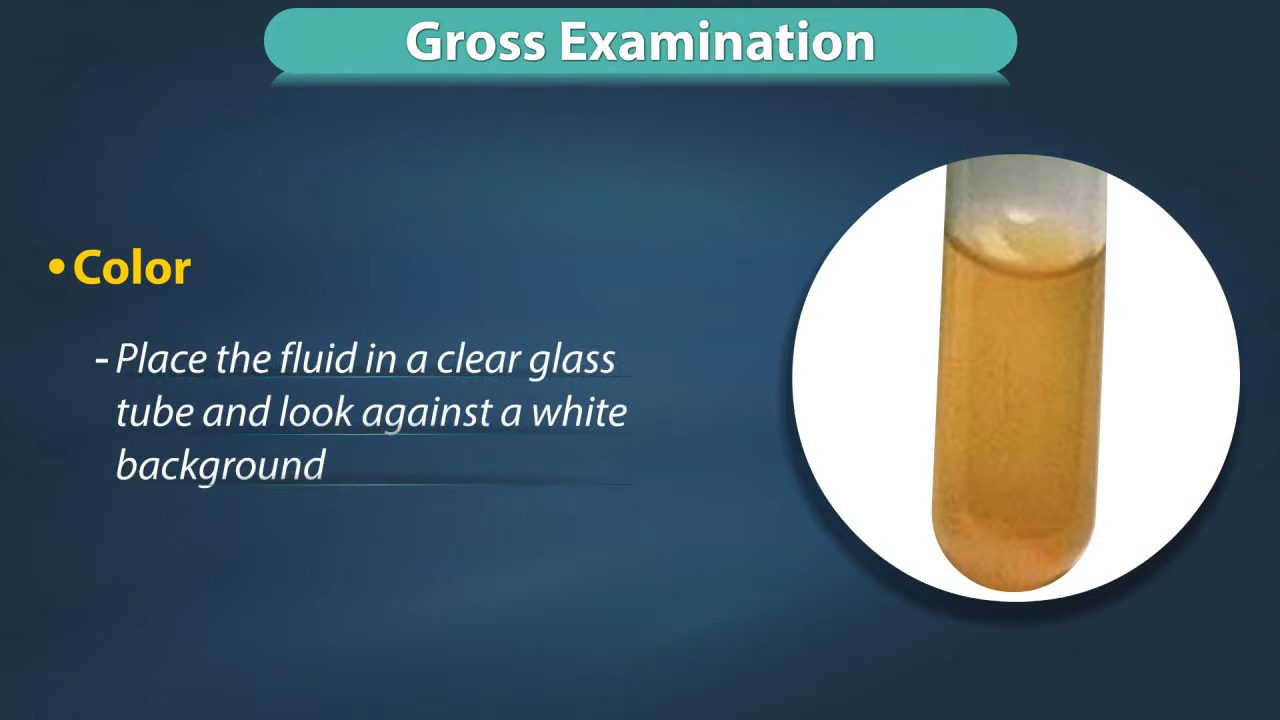 Gross Examination
• Color
- Place the fluid in a clear glass
tube and look against a white
background